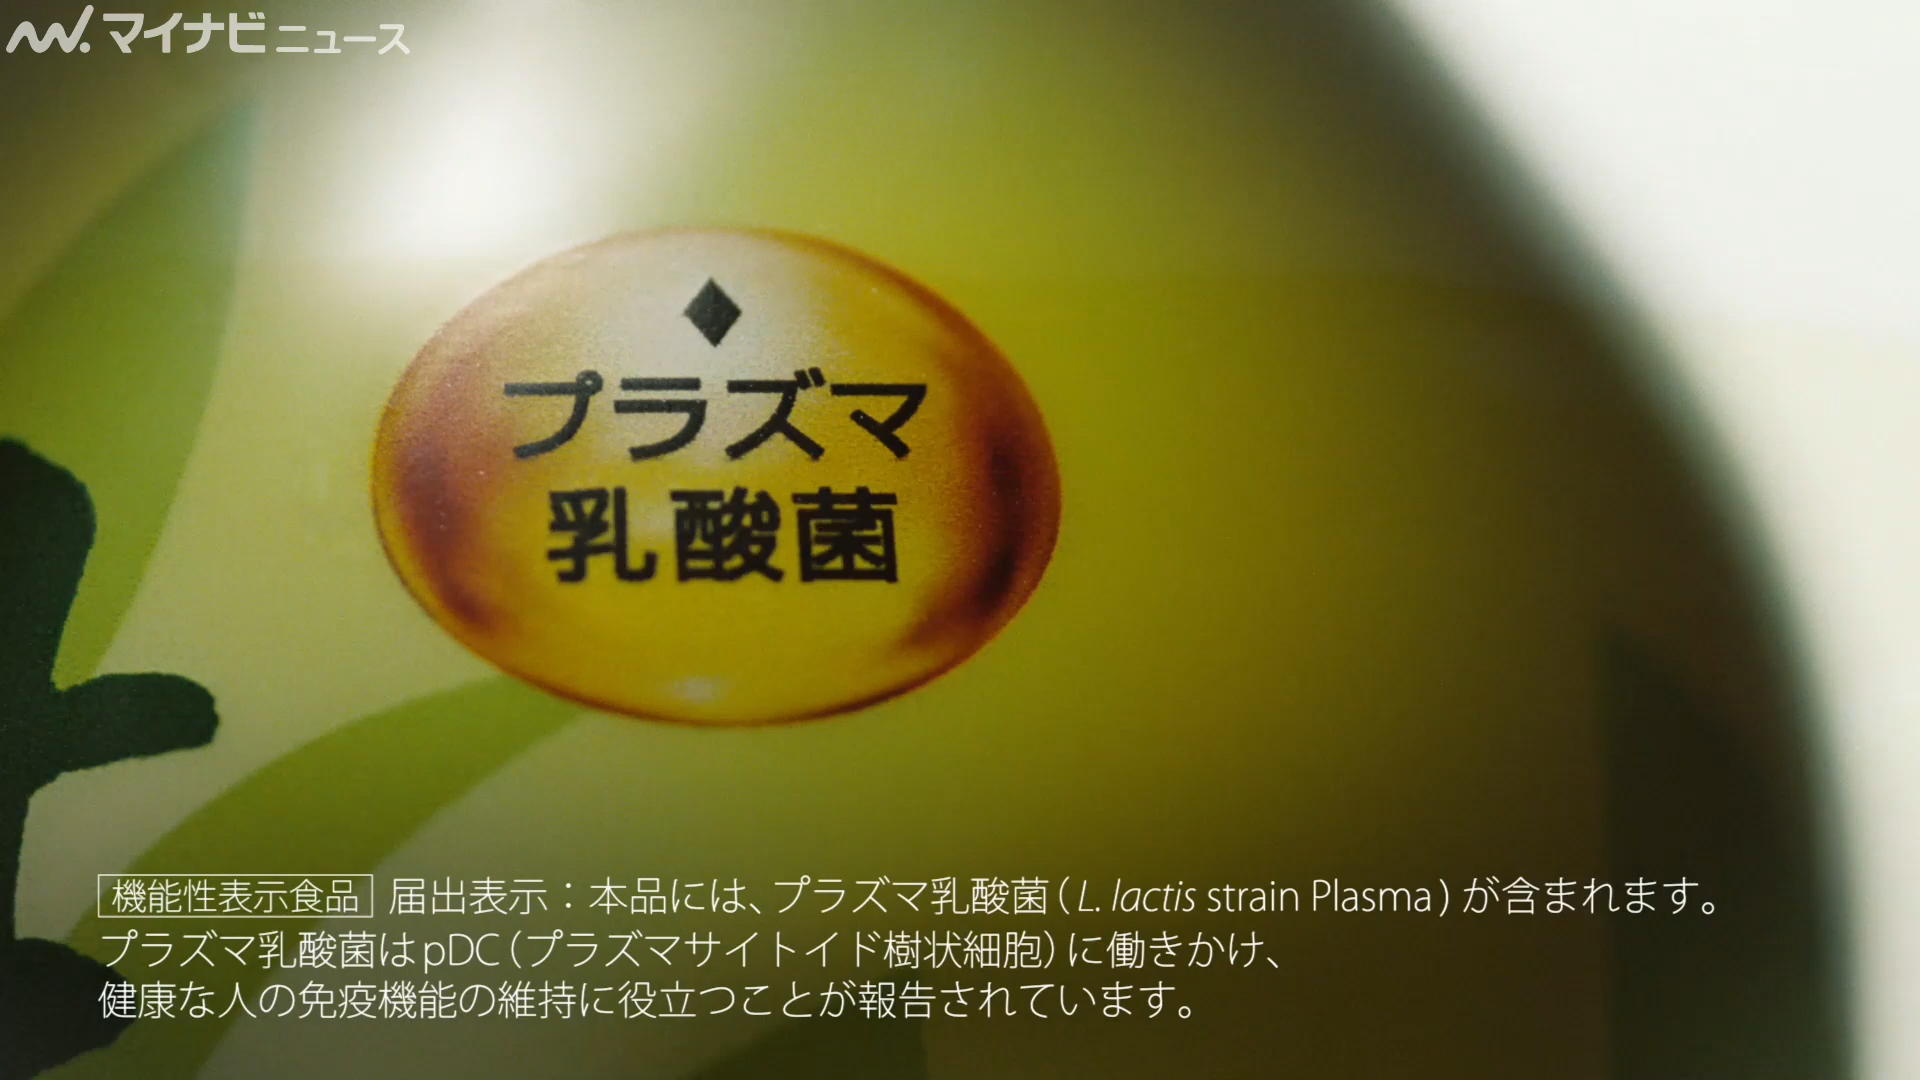 マイナビニュース
プラズマ
乳酸菌
機能性表示食品 届出表示：本品には、プラズマ乳酸菌（L. lactis strain Plasma）が含まれます。
プラズマ乳酸菌はpDC（プラズマサイトイド樹状細胞）に働きかけ、
健康な人の免疫機能の維持に役立つことが報告されています。